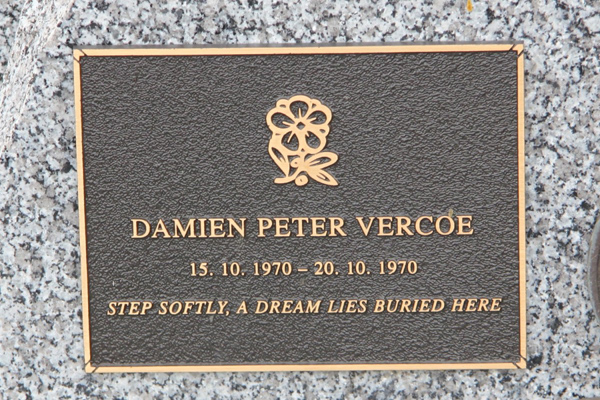 DAMIEN PETER VERCOE
15. 10. 1970 – 20. 10. 1970
STEP SOFTLY, A DREAM LIES BURIED HERE